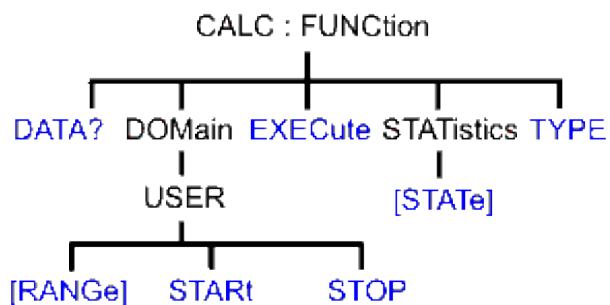 CALC : FUNCtion
DATA? DOMain EXECute STATistics TYPE
USER [STATe]
[RANGe] STARt STOP